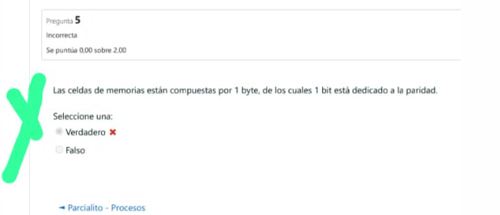 Pregunta 5
Incorrecta
Se puntúa 0,00 sobre 2,00
Las celdas de memorias están compuestas por 1 byte, de los cuales 1 bit está dedicado a la paridad.
Seleccione una:
Verdadero
Falso
Parcialito - Procesos